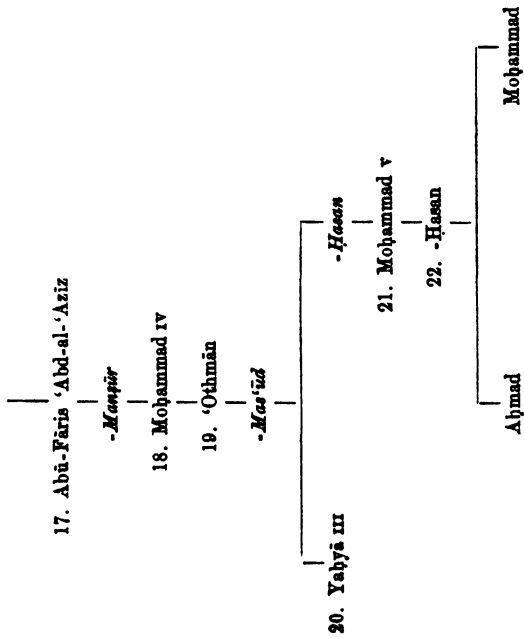 17. Abū-Fāris ‘Abd-al-‘Azīz
-Manṣūr
18. Moḥammad IV
19. ‘Othmān
-Mas‘ūd
20. Yaḥyā III
-Ḥasan
21. Moḥammad V
22. -Ḥasan
Aḥmad
Moḥammad